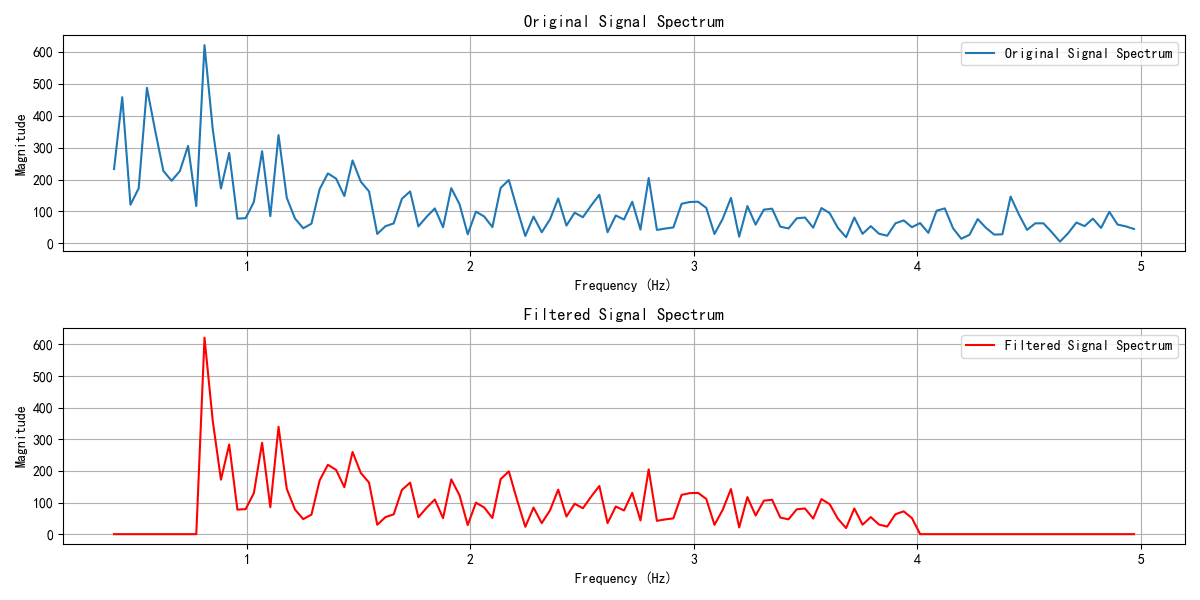 Original Signal Spectrum
Original Signal Spectrum
Magnitude
600
500
400
300
200
100
0
1 2 3 4 5
Frequency (Hz)
Filtered Signal Spectrum
Filtered Signal Spectrum
Magnitude
600
500
400
300
200
100
0
1 2 3 4 5
Frequency (Hz)